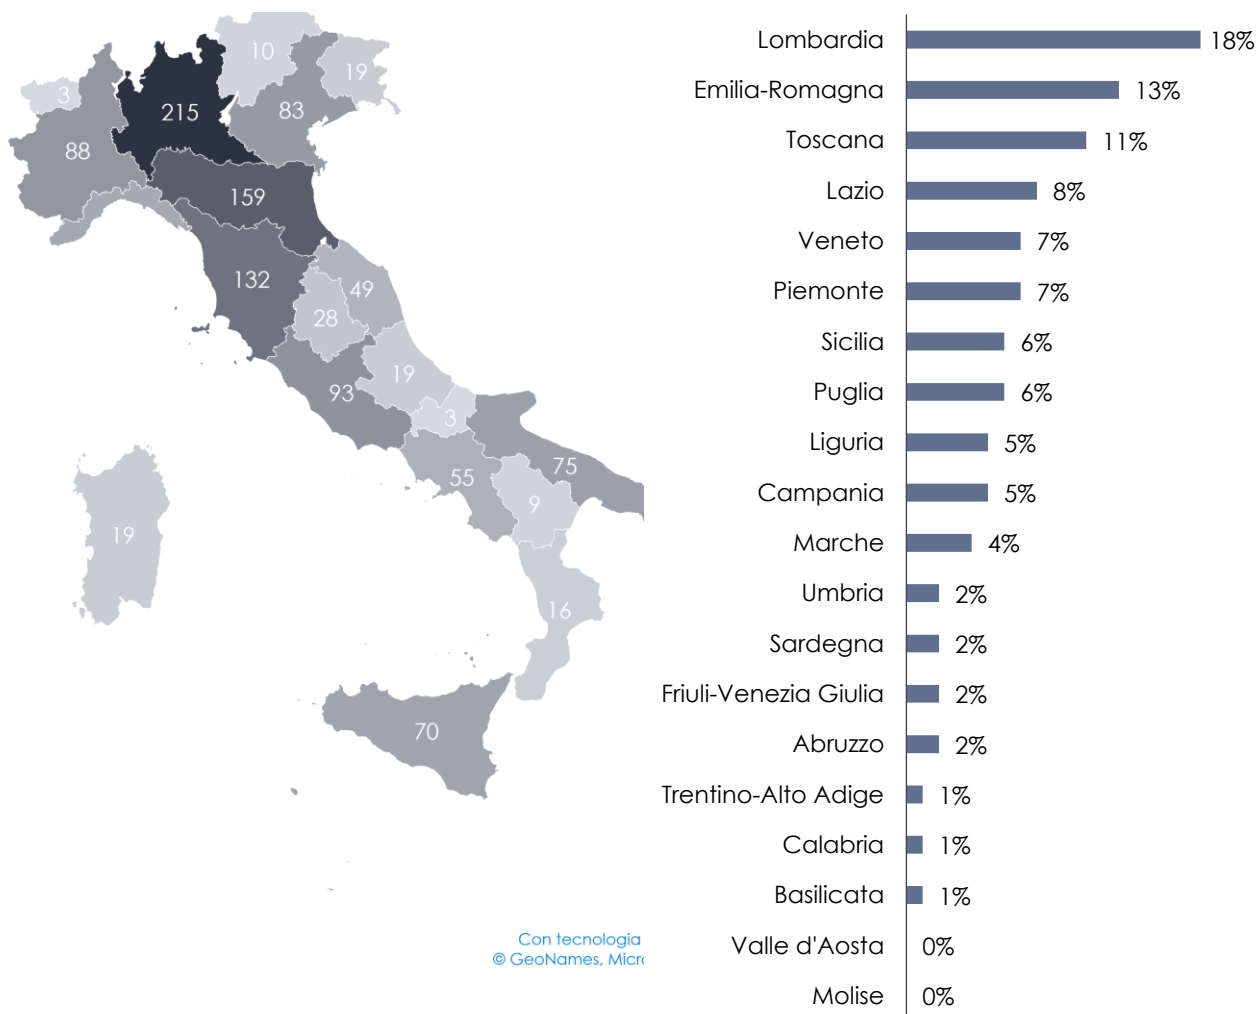 10
19
3
215
83
88
159
132
49
28
19
93
3
75
55
9
19
16
70
Con tecnologia
© GeoNames, Micro
Lombardia 18%
Emilia-Romagna 13%
Toscana 11%
Lazio 8%
Veneto 7%
Piemonte 7%
Sicilia 6%
Puglia 6%
Liguria 5%
Campania 5%
Marche 4%
Umbria 2%
Sardegna 2%
Friuli-Venezia Giulia 2%
Abruzzo 2%
Trentino-Alto Adige 1%
Calabria 1%
Basilicata 1%
Valle d'Aosta 0%
Molise 0%